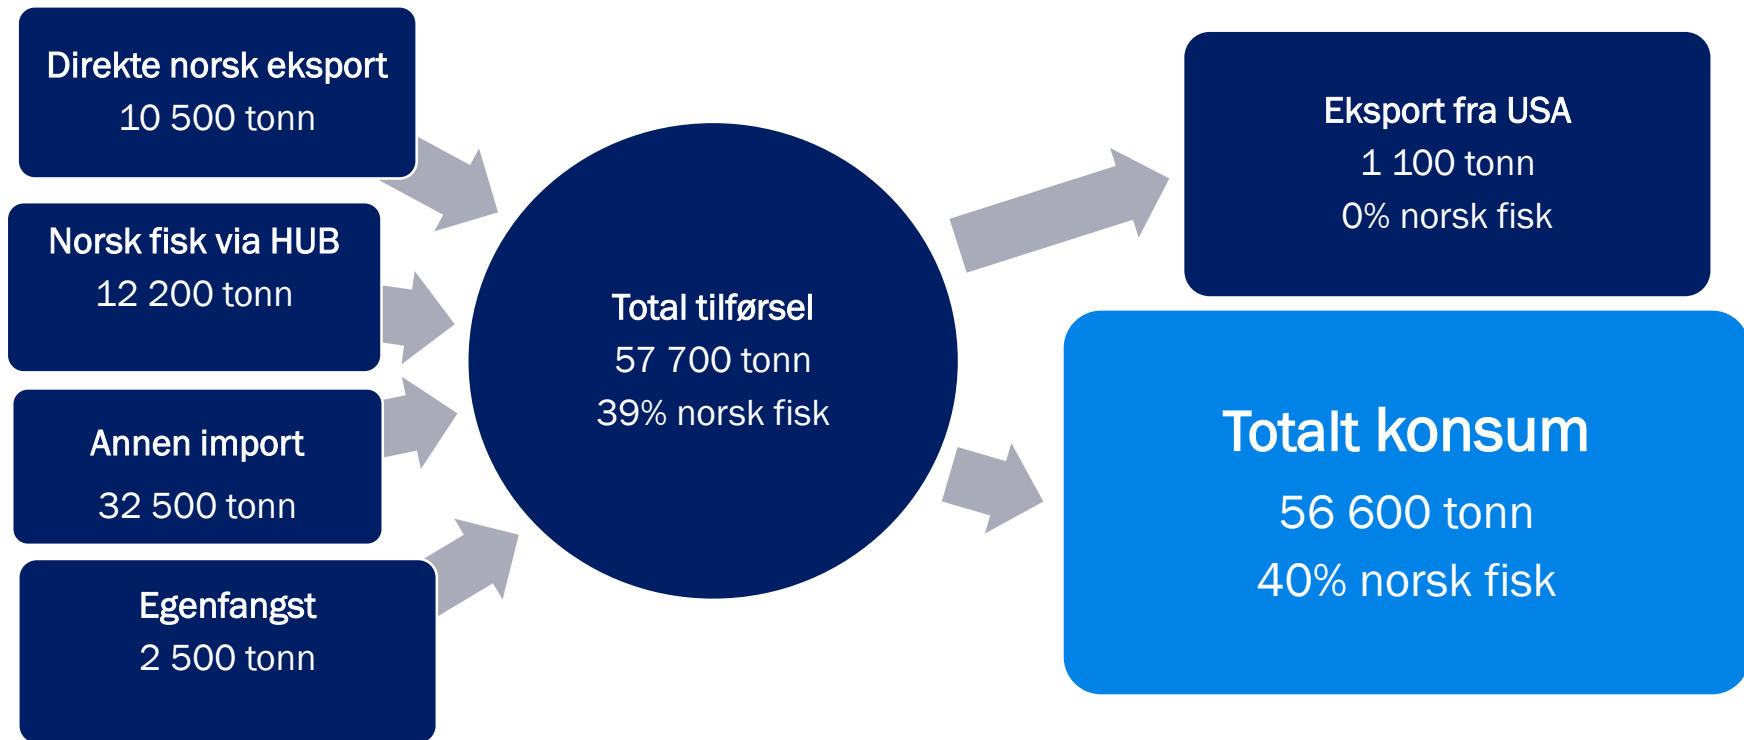 Direkte norsk eksport
10 500 tonn
Norsk fisk via HUB
12 200 tonn
Annen import
32 500 tonn
Egenfangst
2 500 tonn
Total tilførsel
57 700 tonn
39% norsk fisk
Eksport fra USA
1 100 tonn
0% norsk fisk
Totalt konsum
56 600 tonn
40% norsk fisk